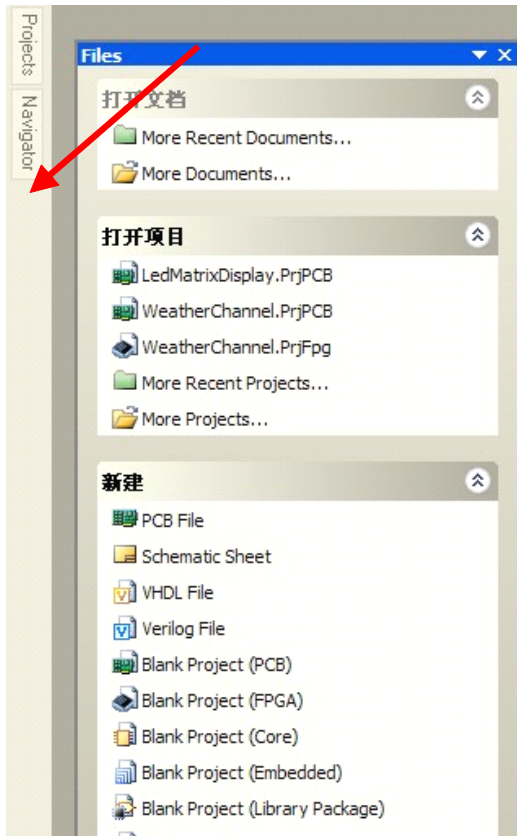 Projects
Navigator
Files
打开文档
More Recent Documents...
More Documents...
打开项目
LedMatrixDisplay.PrjPCB
WeatherChannel.PrjPCB
WeatherChannel.PrjFpg
More Recent Projects...
More Projects...
新建
PCB File
Schematic Sheet
VHDL File
Verilog File
Blank Project (PCB)
Blank Project (FPGA)
Blank Project (Core)
Blank Project (Embedded)
Blank Project (Library Package)